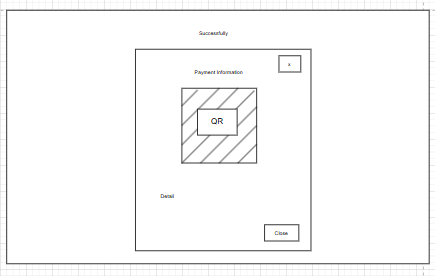 Successfully
x
Payment Information
QR
Detail
Close